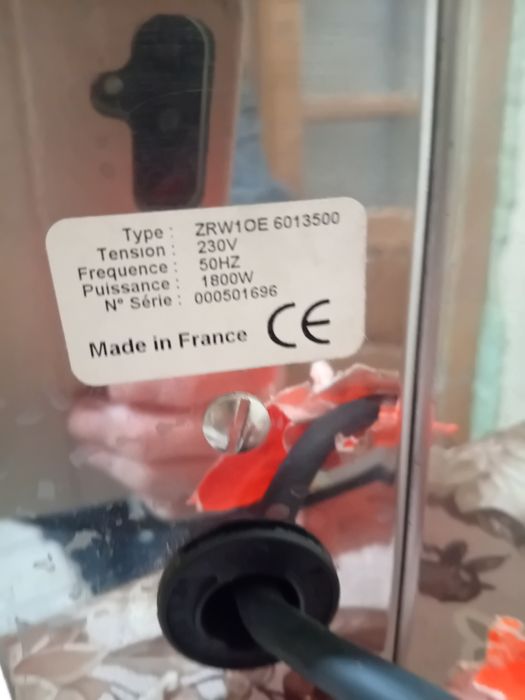 Type : ZRW1OE 6013500
Tension : 230V
Frequence : 50HZ
Puissance : 1800W
N° Série : 000501696
Made in France CE